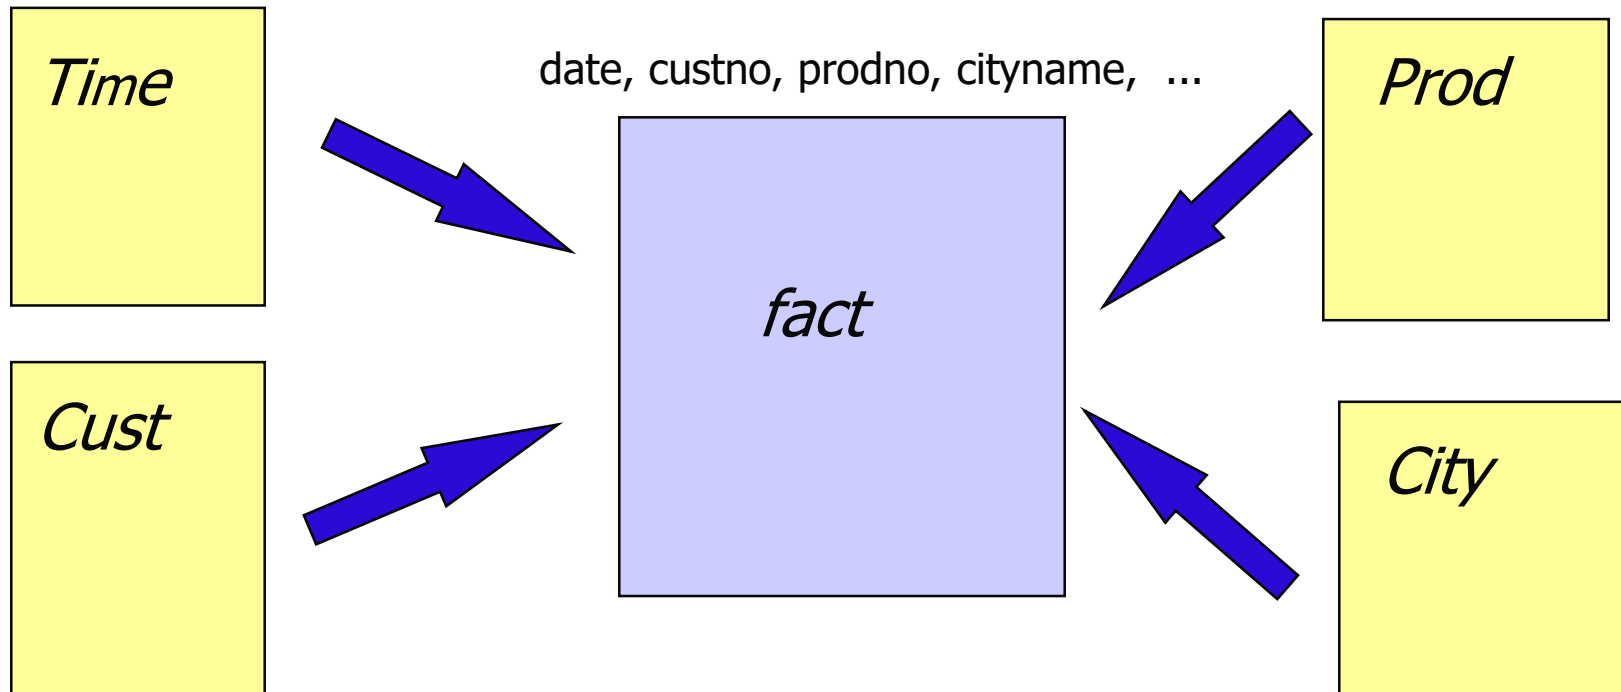 Time
date, custno, prodno, cityname, ...
Prod
fact
Cust
City